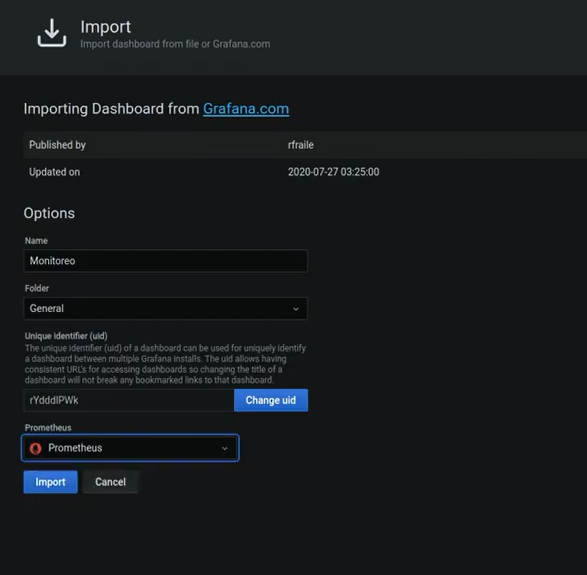 Import
Import dashboard from file or Grafana.com
Importing Dashboard from Grafana.com
Published by rfraile
Updated on 2020-07-27 03:25:00
Options
Name
Monitoreo
Folder
General
Unique identifier (uid)
The unique identifier (uid) of a dashboard can be used for uniquely identify
a dashboard between multiple Grafana installs. The uid allows having
consistent URL's for accessing dashboards so changing the title of a
dashboard will not break any bookmarked links to that dashboard.
rYdddlPWk Change uid
Prometheus
Prometheus
Import Cancel